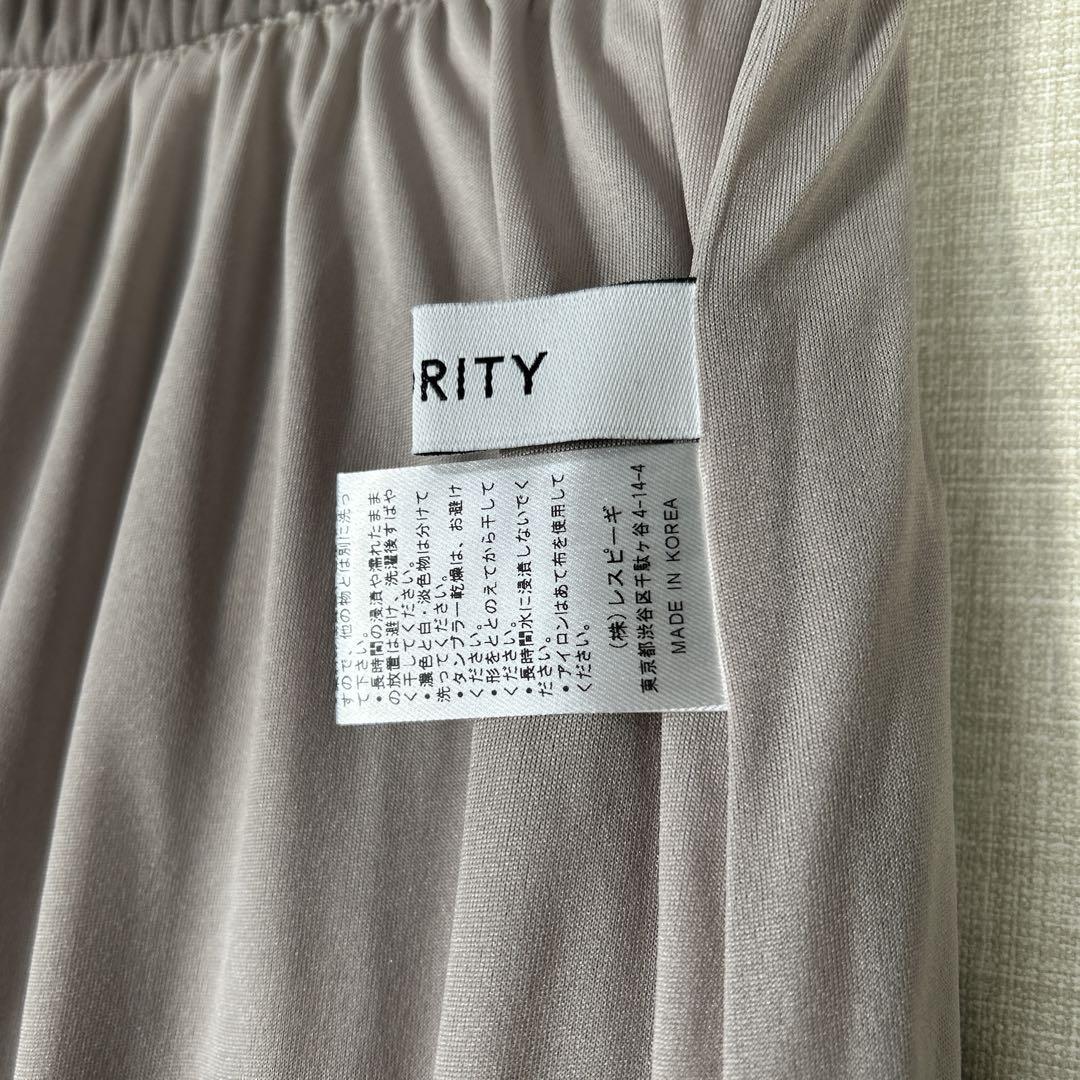 RITY
すので、他の物とは別に洗っ
て下さい。
•長時間の浸漬や濡れたまま
の放置は避け、洗濯後すばや
く干してください。
•濃色と白・淡色物は分けて
洗ってください。
•タンブラー乾燥は、お避け
ください。
•形をととのえてから干して
ください。
•長時間水に浸漬しないでく
ださい。
•アイロンはあて布を使用して
ください。
(株)レスピーギ
東京都渋谷区千駄ヶ谷4-14-4
MADE IN KOREA